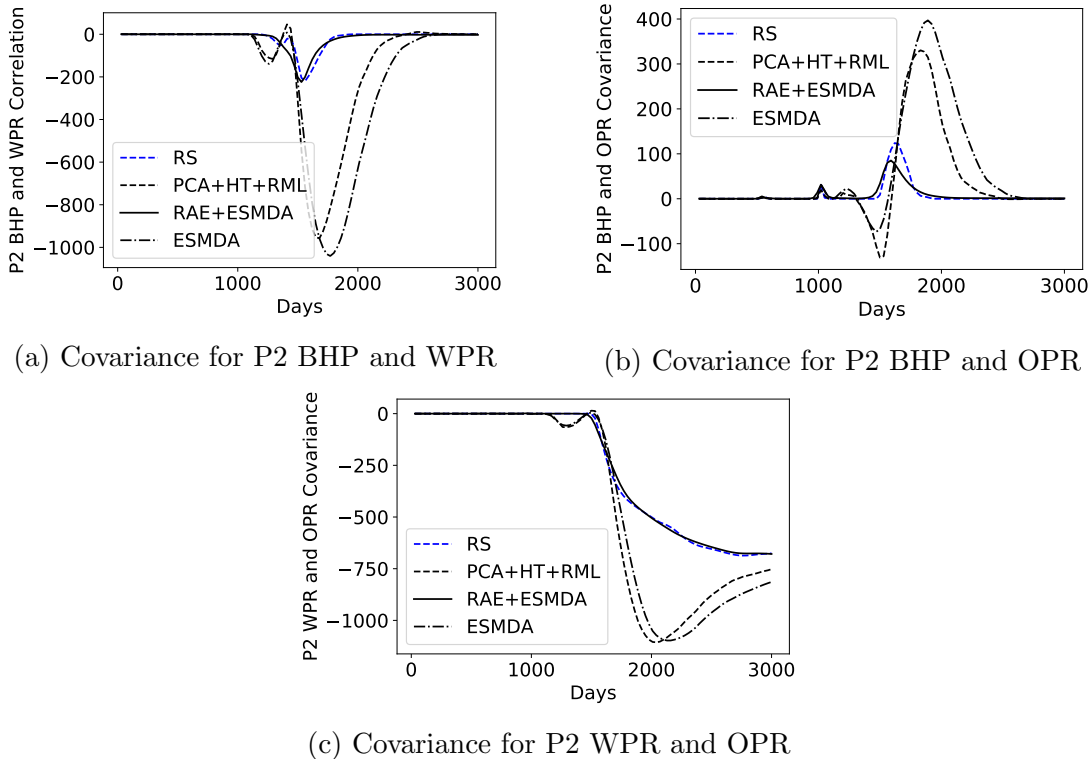 P2 BHP and WPR Correlation
0
−200
−400
−600
−800
−1000
RS
PCA+HT+RML
RAE+ESMDA
ESMDA
0
1000
2000
3000
Days
(a) Covariance for P2 BHP and WPR
P2 BHP and OPR Covariance
400
300
200
100
0
−100
RS
PCA+HT+RML
RAE+ESMDA
ESMDA
0
1000
2000
3000
Days
(b) Covariance for P2 BHP and OPR
P2 WPR and OPR Covariance
0
−250
−500
−750
−1000
RS
PCA+HT+RML
RAE+ESMDA
ESMDA
0
1000
2000
3000
Days
(c) Covariance for P2 WPR and OPR